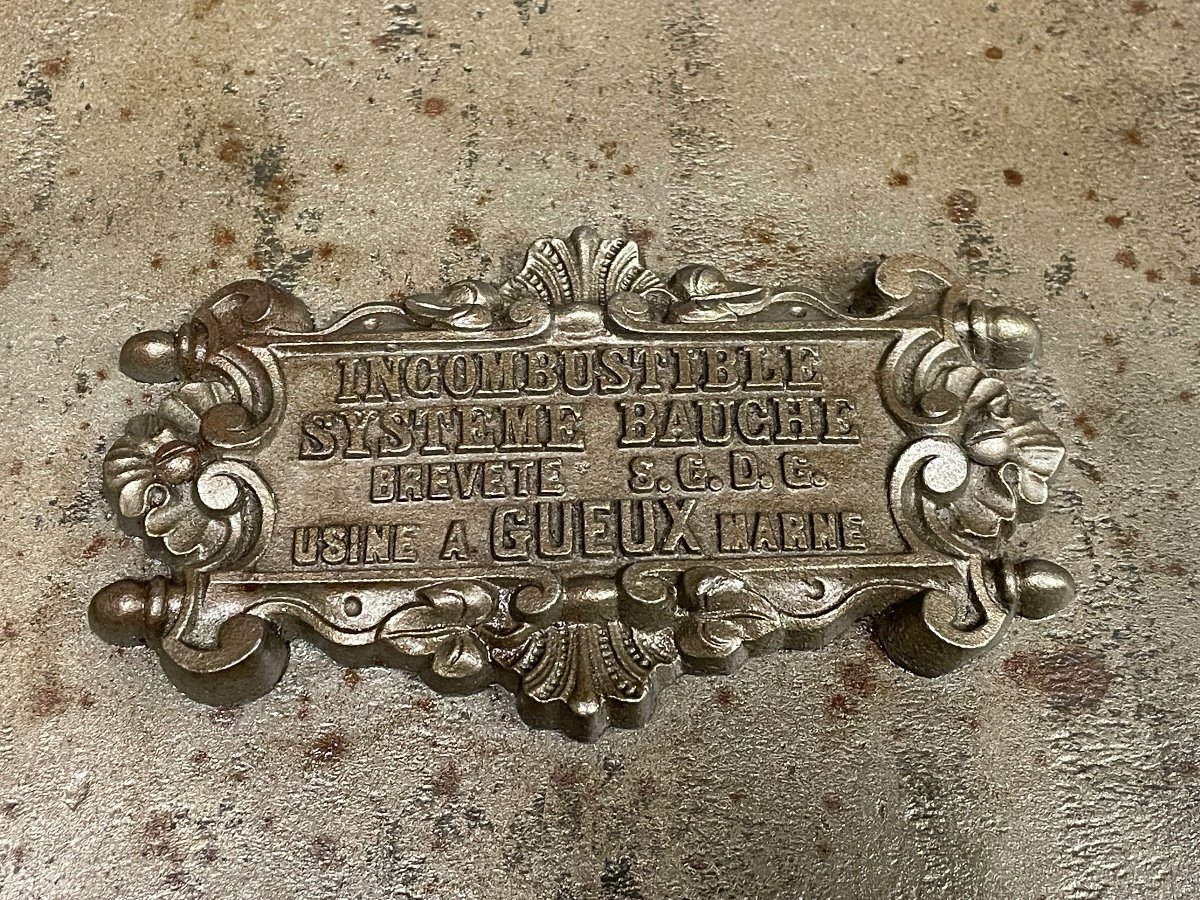 INCOMBUSTIBLE
SYSTEME BAUCHE
BREVETE S.G.D.G.
USINE A GUEUX MARNE